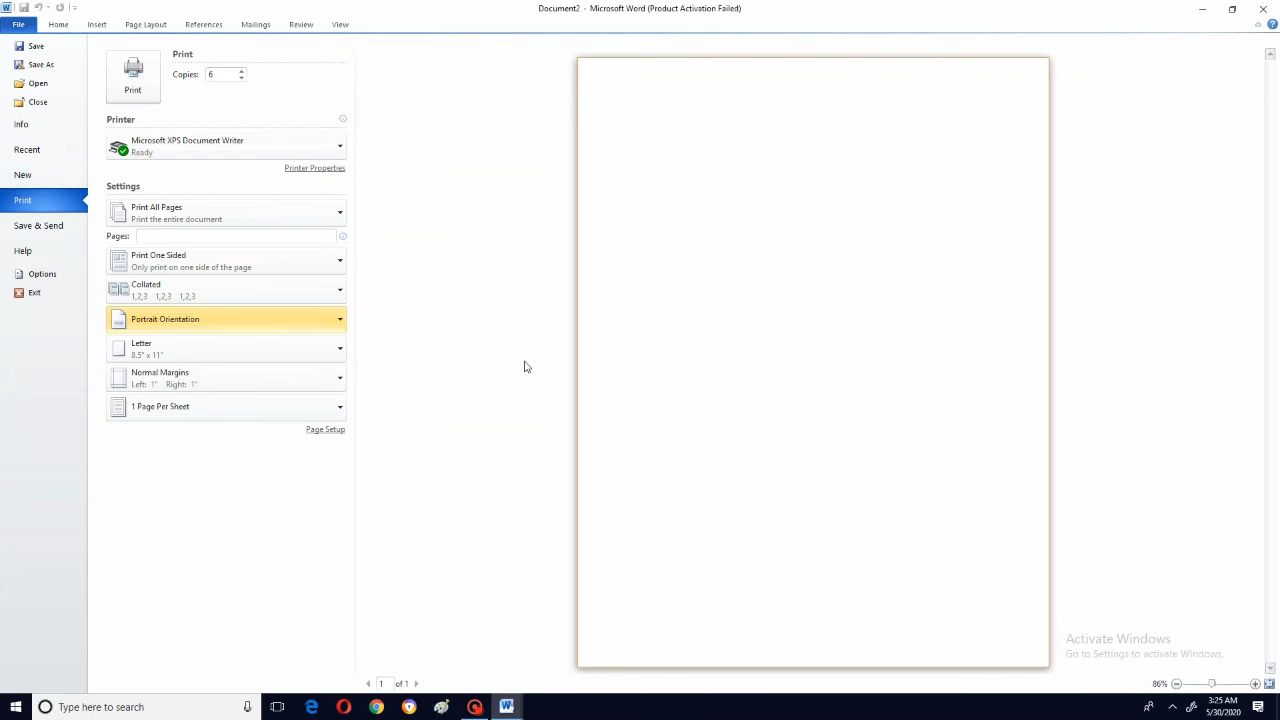 Document2 - Microsoft Word (Product Activation Failed)
File Home Insert Page Layout References Mailings Review View
Save
Save As
Open
Close
Info
Recent
New
Print
Save & Send
Help
Options
Exit
Print
Print
Copies: 6
Printer
Microsoft XPS Document Writer
Ready
Printer Properties
Settings
Print All Pages
Print the entire document
Pages:
Print One Sided
Only print on one side of the page
Collated
1,2,3 1,2,3 1,2,3
Portrait Orientation
Letter
8.5" x 11"
Normal Margins
Left: 1" Right: 1"
1 Page Per Sheet
Page Setup
Activate Windows
Go to Settings to activate Windows.
1 of 1
86%
Type here to search
3:25 AM
5/30/2020